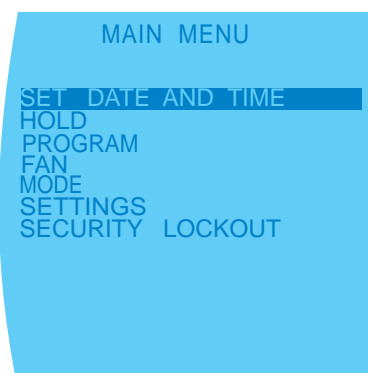 MAIN MENU
SET DATE AND TIME
HOLD
PROGRAM
FAN
MODE
SETTINGS
SECURITY LOCKOUT